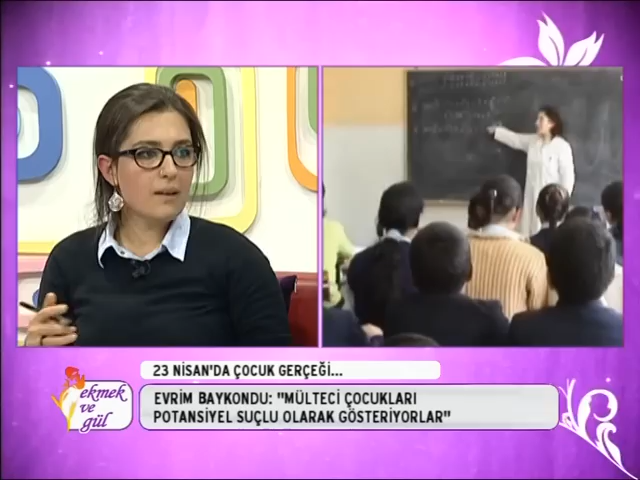 23 NİSAN'DA ÇOCUK GERÇEĞİ...
ekmek
ve
gül
EVRİM BAYKONDU: "MÜLTECİ ÇOCUKLARI
POTANSİYEL SUÇLU OLARAK GÖSTERİYORLAR"